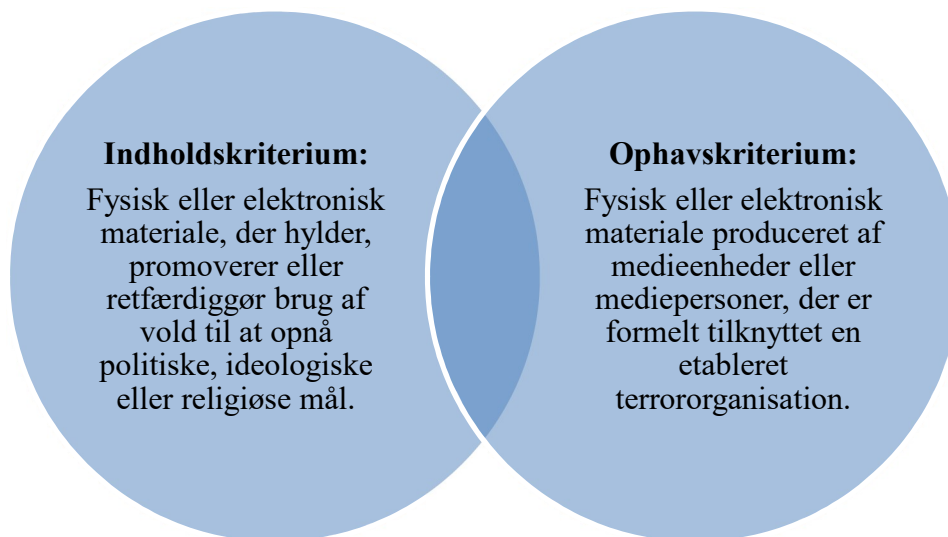 Indholdskriterium:
Fysisk eller elektronisk
materiale, der hylder,
promoverer eller
retfærdiggør brug af
vold til at opnå
politiske, ideologiske
eller religiøse mål.
Ophavskriterium:
Fysisk eller elektronisk
materiale produceret af
medieenheder eller
mediepersoner, der er
formelt tilknyttet en
etableret
terrororganisation.